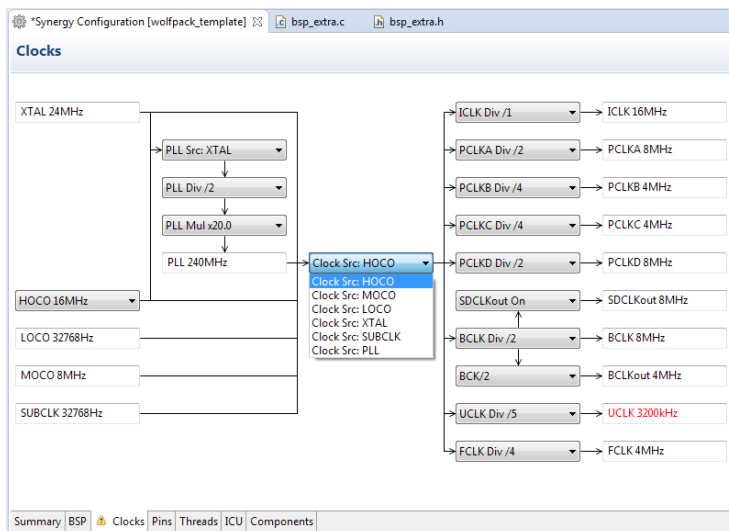 *Synergy Configuration [wolfpack_template]
bsp_extra.c
bsp_extra.h
Clocks
XTAL 24MHz
PLL Src: XTAL
PLL Div /2
PLL Mul x20.0
PLL 240MHz
HOCO 16MHz
LOCO 32768Hz
MOCO 8MHz
SUBCLK 32768Hz
Clock Src: HOCO
Clock Src: HOCO
Clock Src: MOCO
Clock Src: LOCO
Clock Src: XTAL
Clock Src: SUBCLK
Clock Src: PLL
ICLK Div /1
ICLK 16MHz
PCLKA Div /2
PCLKA 8MHz
PCLKB Div /4
PCLKB 4MHz
PCLKC Div /4
PCLKC 4MHz
PCLKD Div /2
PCLKD 8MHz
SDCLKout On
SDCLKout 8MHz
BCLK Div /2
BCLK 8MHz
BCK/2
BCLKout 4MHz
UCLK Div /5
UCLK 3200kHz
FCLK Div /4
FCLK 4MHz
Summary BSP Clocks Pins Threads ICU Components